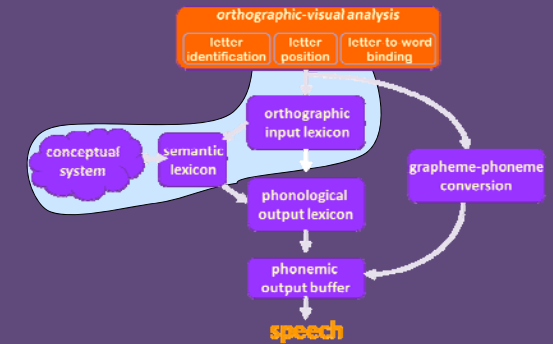 orthographic-visual analysis
letter
identification
letter
position
letter to word
binding
orthographic
input lexicon
conceptual
system
semantic
lexicon
grapheme-phoneme
conversion
phonological
output lexicon
phonemic
output buffer
speech